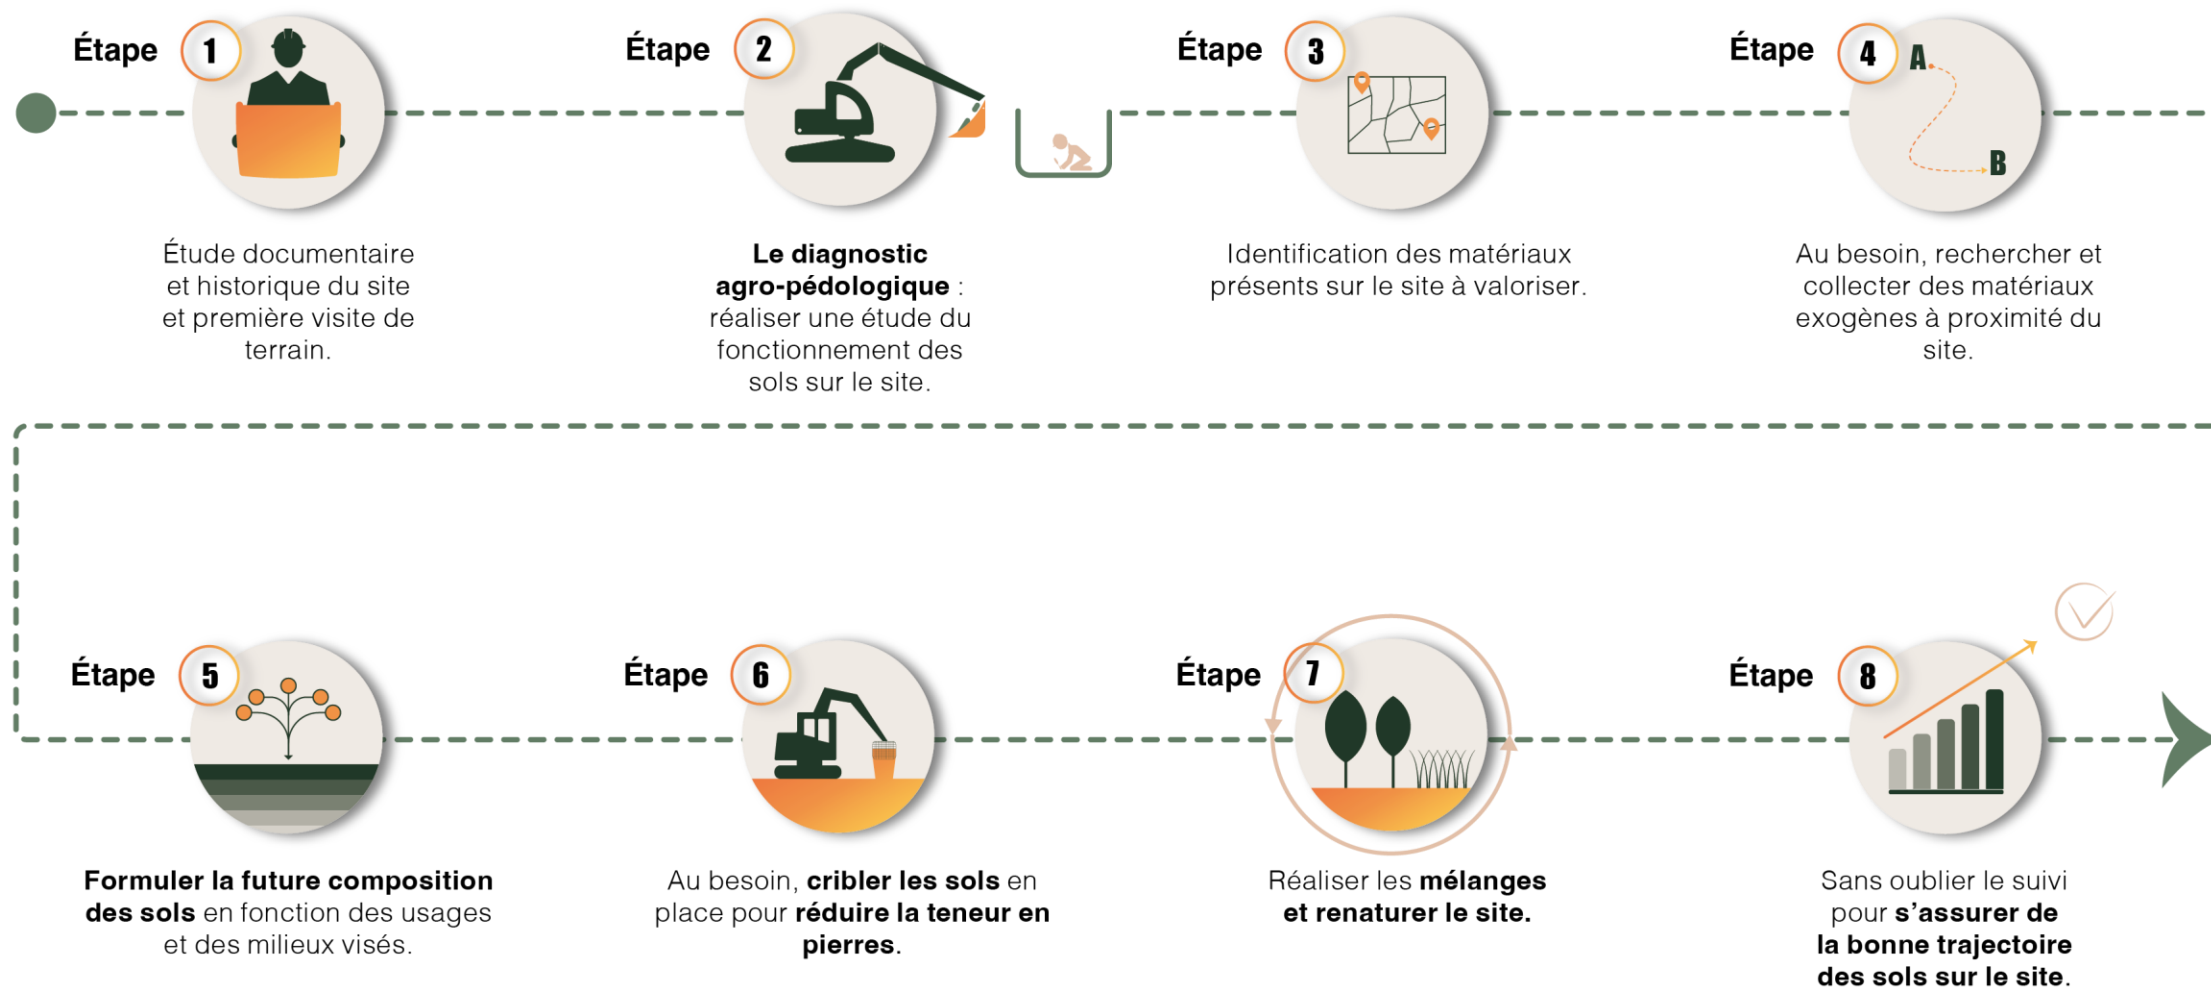 Étape 1
Étude documentaire
et historique du site
et première visite de
terrain.
Étape 2
Le diagnostic
agro-pédologique :
réaliser une étude du
fonctionnement des
sols sur le site.
Étape 3
Identification des matériaux
présents sur le site à valoriser.
Étape 4
A
B
Au besoin, rechercher et
collecter des matériaux
exogènes à proximité du
site.
Étape 5
Formuler la future composition
des sols en fonction des usages
et des milieux visés.
Étape 6
Au besoin, cribler les sols en
place pour réduire la teneur en
pierres.
Étape 7
Réaliser les mélanges
et renaturer le site.
Étape 8
Sans oublier le suivi
pour s'assurer de
la bonne trajectoire
des sols sur le site.